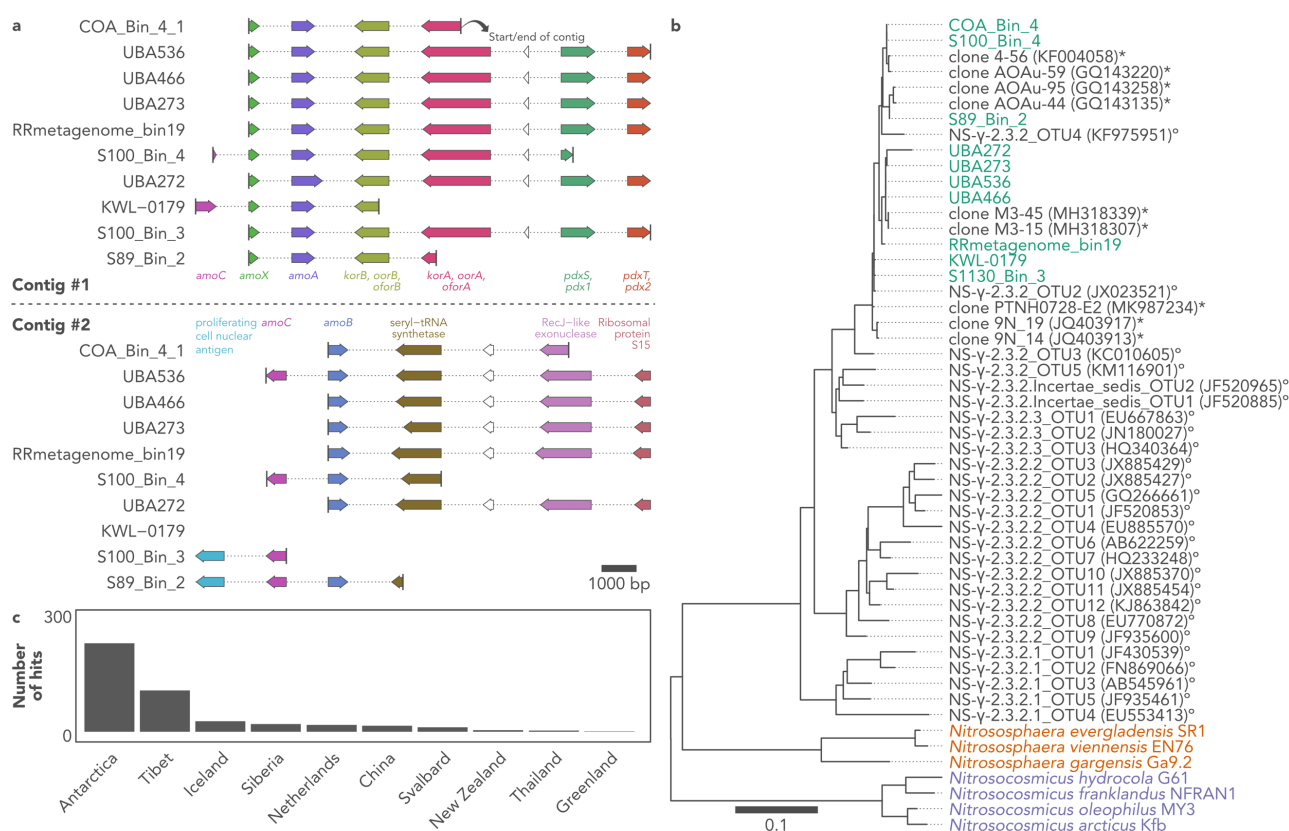 a
COA_Bin_4_1
Start/end of contig
UBA536
UBA466
UBA273
RRmetagenome_bin19
S100_Bin_4
UBA272
KWL–0179
S100_Bin_3
S89_Bin_2
amoC amoX amoA korB, oorB, oforB korA, oorA, oforA pdxS, pdx1 pdxT, pdx2
Contig #1
Contig #2
proliferating cell nuclear antigen
amoC
amoB
seryl–tRNA synthetase
RecJ–like exonuclease
Ribosomal protein S15
COA_Bin_4_1
UBA536
UBA466
UBA273
RRmetagenome_bin19
S100_Bin_4
UBA272
KWL–0179
S100_Bin_3
S89_Bin_2
1000 bp
c
300
0
Number of hits
Antarctica
Tibet
Iceland
Siberia
Netherlands
China
Svalbard
New Zealand
Thailand
Greenland
b
COA_Bin_4
S100_Bin_4
clone 4-56 (KF004058)*
clone AOAu-59 (GQ143220)*
clone AOAu-95 (GQ143258)*
clone AOAu-44 (GQ143135)*
S89_Bin_2
NS-γ-2.3.2_OTU4 (KF975951)°
UBA272
UBA273
UBA536
UBA466
clone M3-45 (MH318339)*
clone M3-15 (MH318307)*
RRmetagenome_bin19
KWL-0179
S1130_Bin_3
NS-γ-2.3.2_OTU2 (JX023521)°
clone PTNH0728-E2 (MK987234)*
clone 9N_19 (JQ403917)*
clone 9N_14 (JQ403913)*
NS-γ-2.3.2_OTU3 (KC010605)°
NS-γ-2.3.2_OTU5 (KM116901)°
NS-γ-2.3.2.Incertae_sedis_OTU2 (JF520965)°
NS-γ-2.3.2.Incertae_sedis_OTU1 (JF520885)°
NS-γ-2.3.2.3_OTU1 (EU667863)°
NS-γ-2.3.2.3_OTU2 (JN180027)°
NS-γ-2.3.2.3_OTU3 (HQ340364)°
NS-γ-2.3.2.2_OTU3 (JX885429)°
NS-γ-2.3.2.2_OTU2 (JX885427)°
NS-γ-2.3.2.2_OTU5 (GQ266661)°
NS-γ-2.3.2.2_OTU1 (JF520853)°
NS-γ-2.3.2.2_OTU4 (EU885570)°
NS-γ-2.3.2.2_OTU6 (AB622259)°
NS-γ-2.3.2.2_OTU7 (HQ233248)°
NS-γ-2.3.2.2_OTU10 (JX885370)°
NS-γ-2.3.2.2_OTU11 (JX885454)°
NS-γ-2.3.2.2_OTU12 (KJ863842)°
NS-γ-2.3.2.2_OTU8 (EU770872)°
NS-γ-2.3.2.2_OTU9 (JF935600)°
NS-γ-2.3.2.1_OTU1 (JF430539)°
NS-γ-2.3.2.1_OTU2 (FN869066)°
NS-γ-2.3.2.1_OTU3 (AB545961)°
NS-γ-2.3.2.1_OTU5 (JF935461)°
NS-γ-2.3.2.1_OTU4 (EU553413)°
Nitrososphaera evergladensis SR1
Nitrososphaera viennensis EN76
Nitrososphaera gargensis Ga9.2
Nitrosocosmicus hydrocola G61
Nitrosocosmicus franklandus NFRAN1
Nitrosocosmicus oleophilus MY3
Nitrosocosmicus arcticus Kfb
0.1